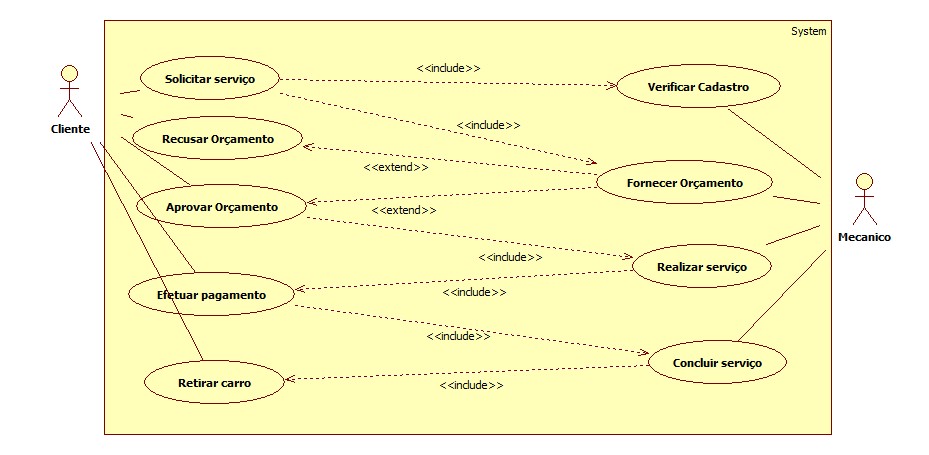 System
Solicitar serviço
<<include>>
Verificar Cadastro
Cliente
<<include>>
Recusar Orçamento
<<extend>>
Fornecer Orçamento
Aprovar Orçamento
<<extend>>
Mecanico
<<include>>
Realizar serviço
Efetuar pagamento
<<include>>
<<include>>
Concluir serviço
Retirar carro
<<include>>